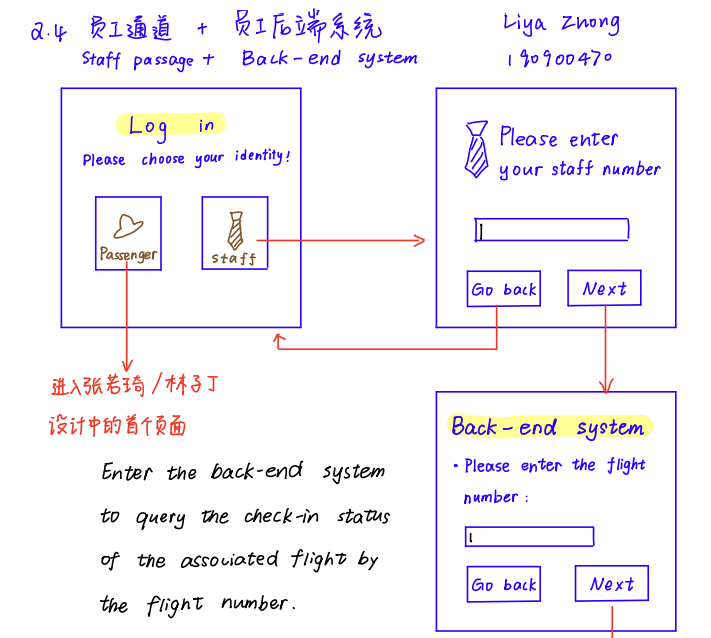 2.4 员工通道 + 员工后端系统
Liya Zhong
Staff passage + Back-end system
190900470
Log in
Please choose your identity!
Passenger
staff
Please enter
your staff number
Go back
Next
进入张若琦/林子丁
设计中的首个页面
Back-end system
• Please enter the flight
number:
Go back
Next
Enter the back-end system
to query the check-in status
of the associated flight by
the flight number.